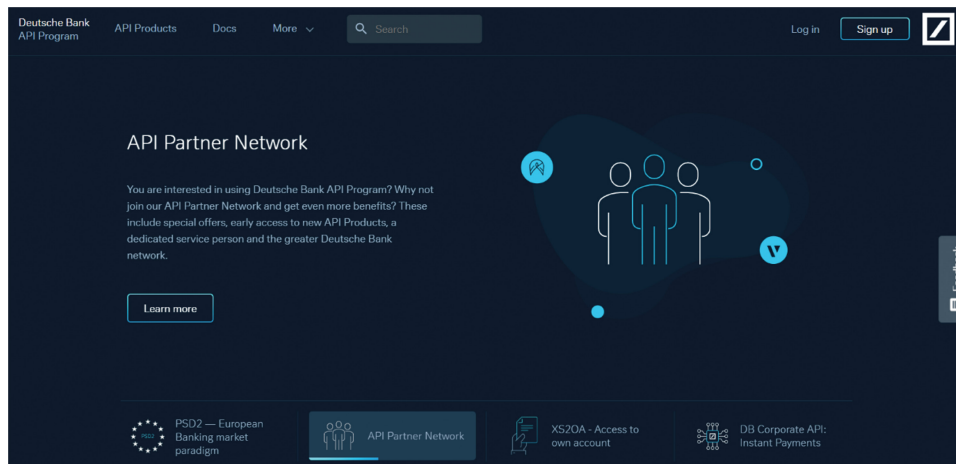 Deutsche Bank
API Program
API Products
Docs
More
Search
Log in
Sign up
API Partner Network
You are interested in using Deutsche Bank API Program? Why not
join our API Partner Network and get even more benefits? These
include special offers, early access to new API Products, a
dedicated service person and the greater Deutsche Bank
network.
Learn more
PSD2
PSD2 — European
Banking market
paradigm
API Partner Network
XS2OA - Access to
own account
DB Corporate API:
Instant Payments